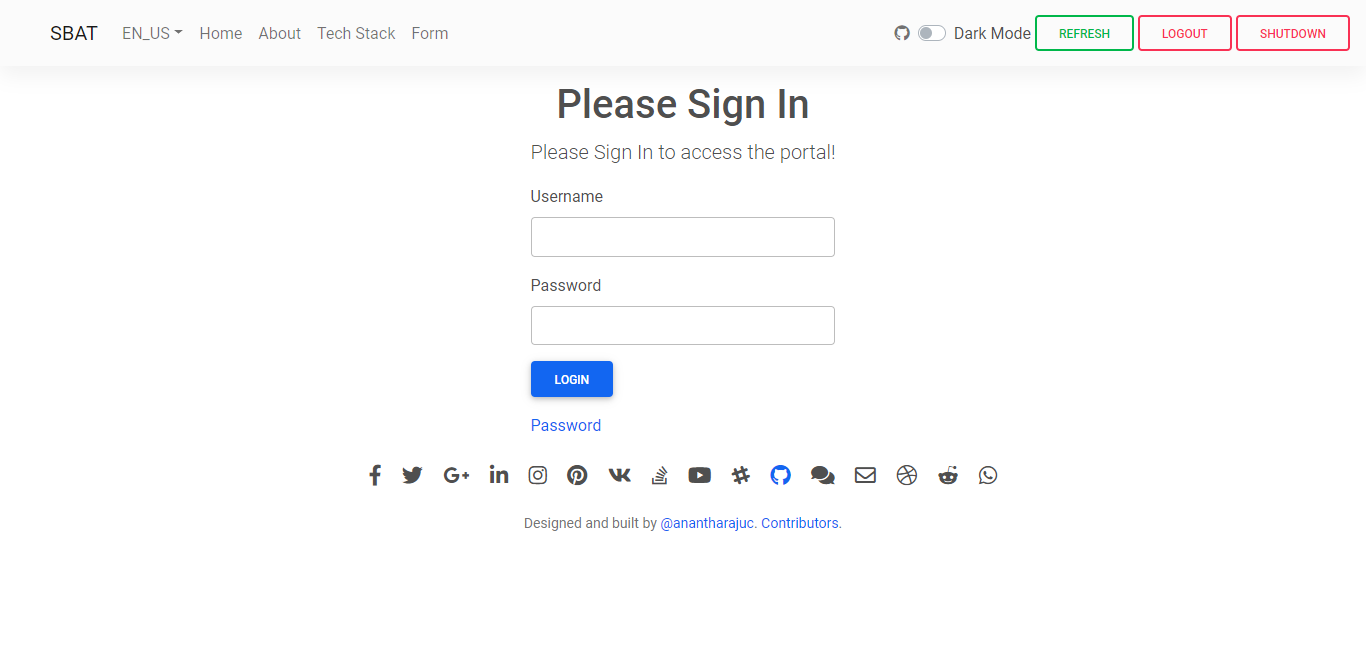 SBAT EN_US Home About Tech Stack Form Dark Mode REFRESH LOGOUT SHUTDOWN
Please Sign In
Please Sign In to access the portal!
Username
Password
LOGIN
Password
Designed and built by @anantharajuc. Contributors.